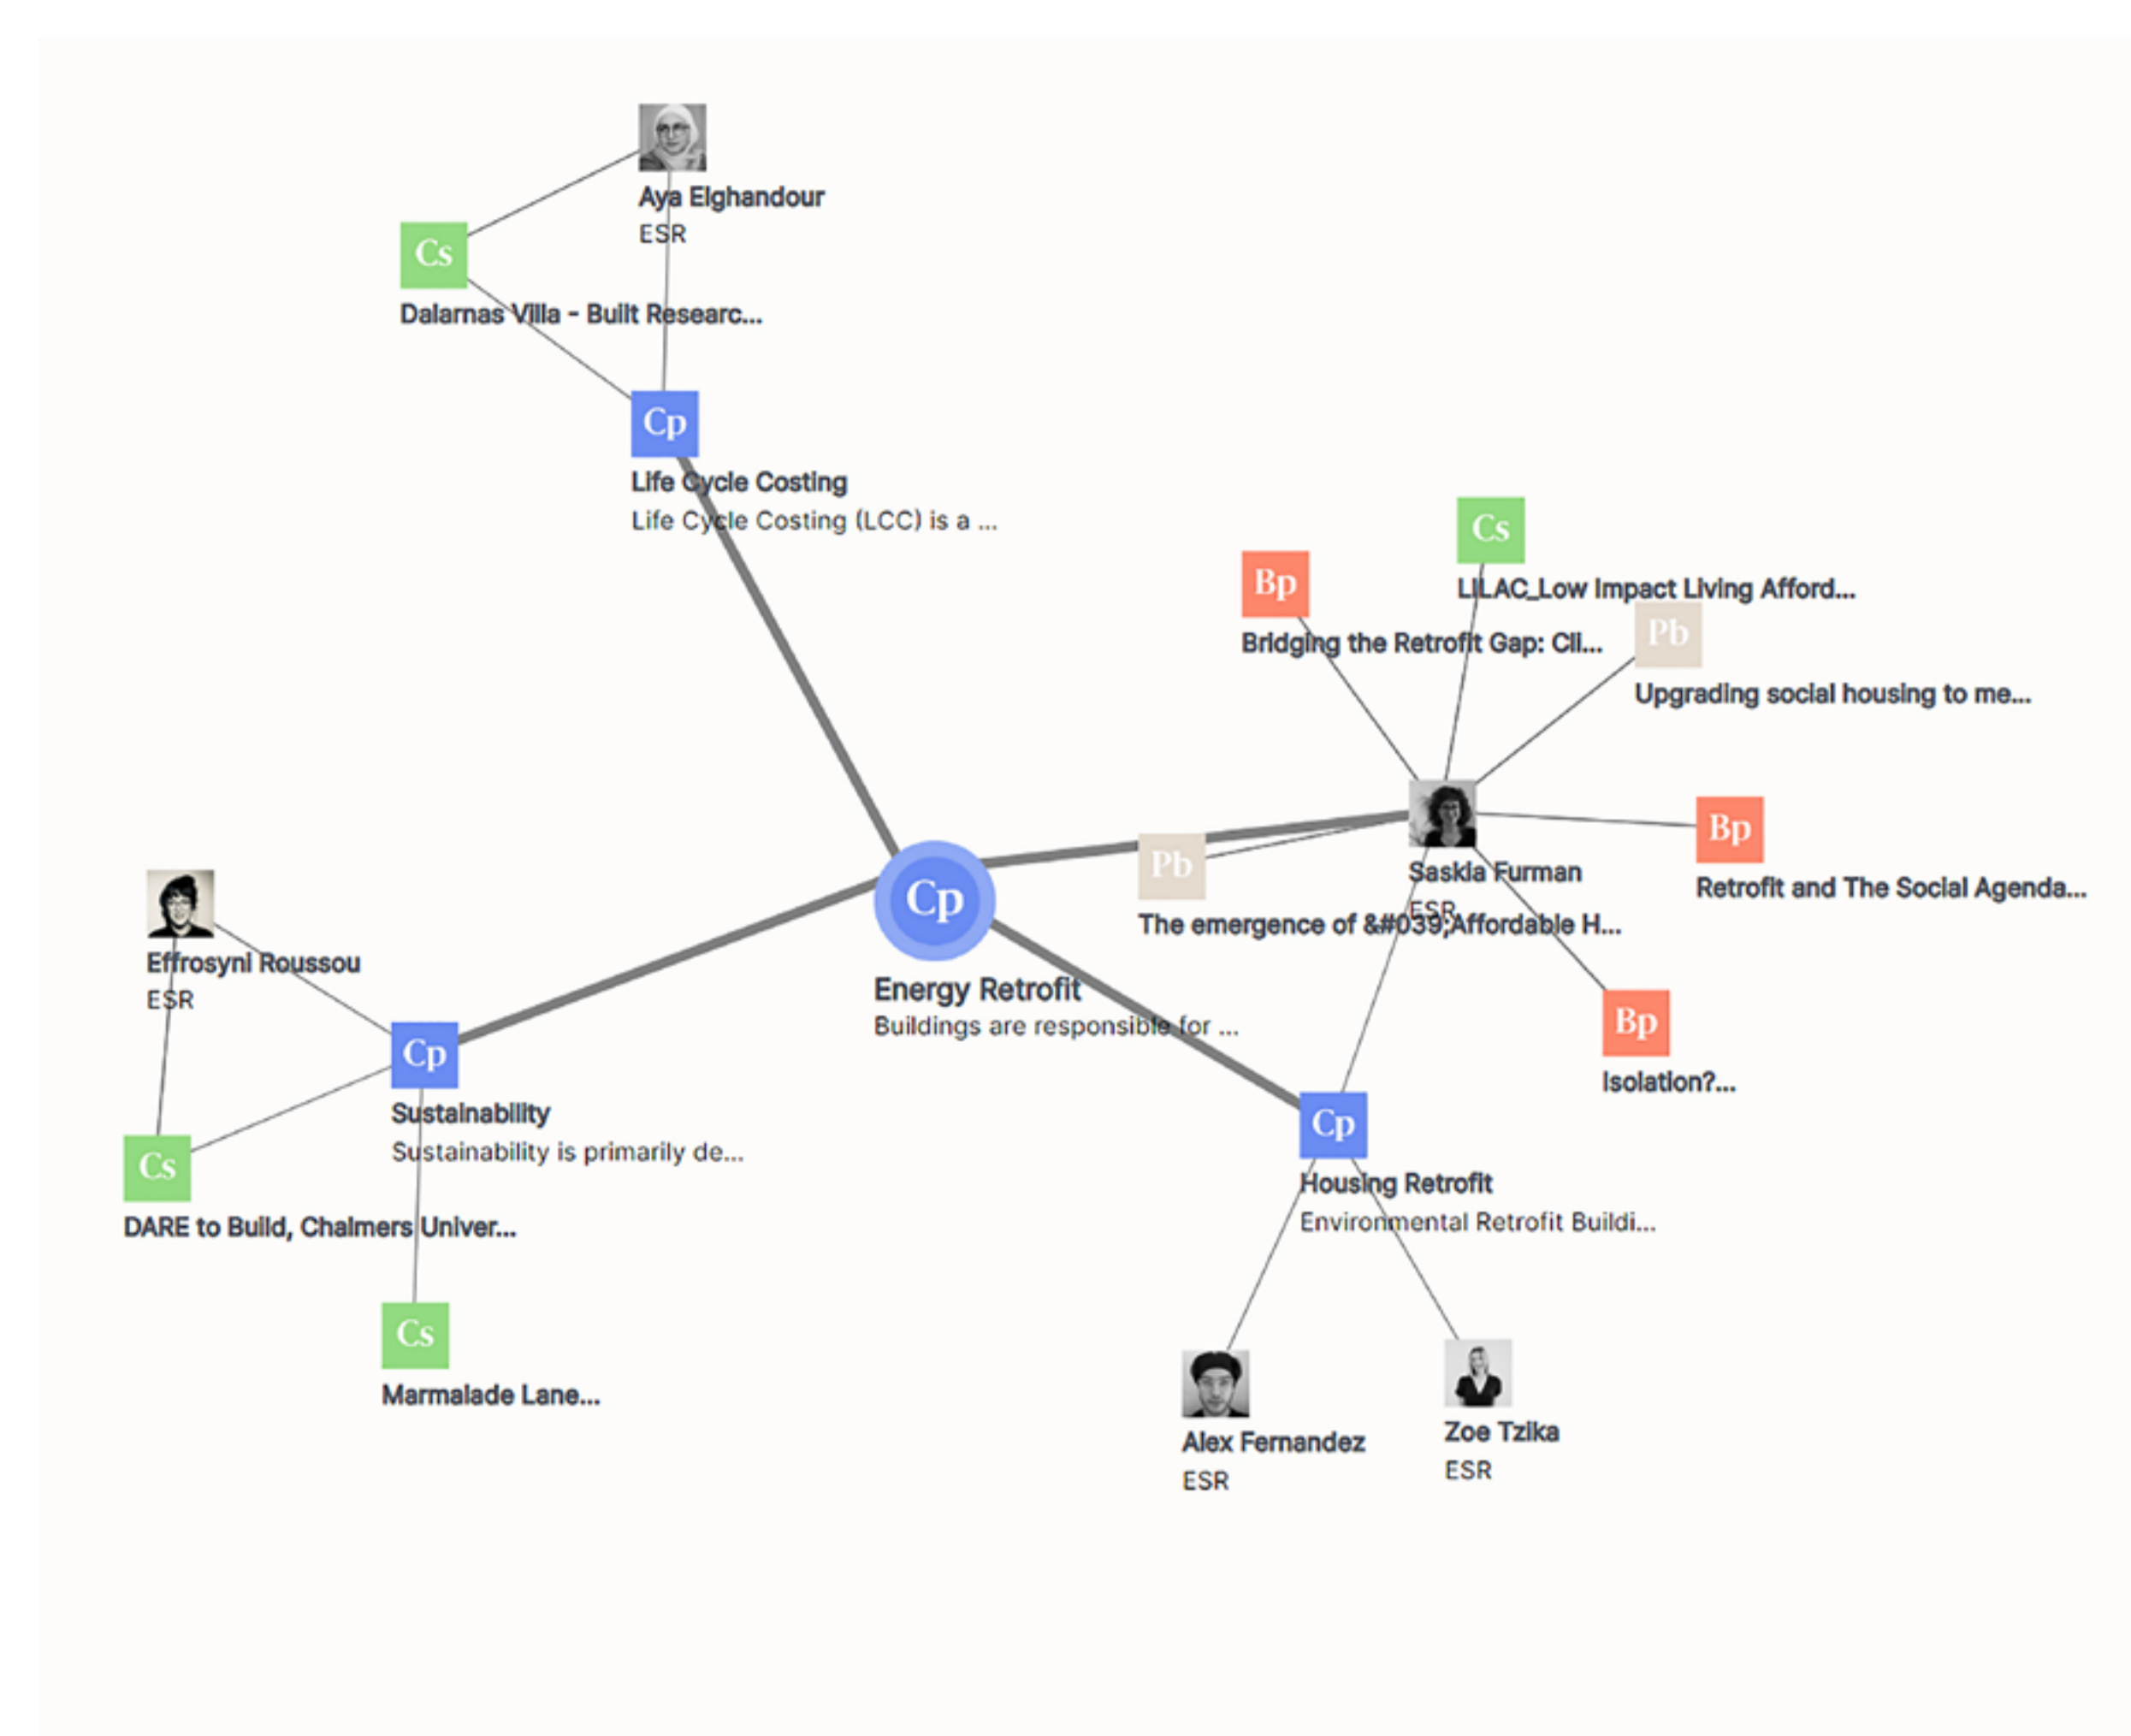 Aya Elghandour
ESR
Cs
Dalarnas Villa - Built Researc...
Cp
Life Cycle Costing
Life Cycle Costing (LCC) is a ...
Cs
LILAC_Low Impact Living Afford...
Bp
Bridging the Retrofit Gap: Cli...
Pb
Upgrading social housing to me...
Saskia Furman
ESR
Bp
Retrofit and The Social Agenda...
Pb
The emergence of &#039;Affordable H...
Cp
Energy Retrofit
Buildings are responsible for ...
Effrosyni Roussou
ESR
Cp
Sustainability
Sustainability is primarily de...
Bp
Isolation?...
Cs
DARE to Build, Chalmers Univer...
Cp
Housing Retrofit
Environmental Retrofit Buildi...
Cs
Marmalade Lane...
Alex Fernandez
ESR
Zoe Tzika
ESR